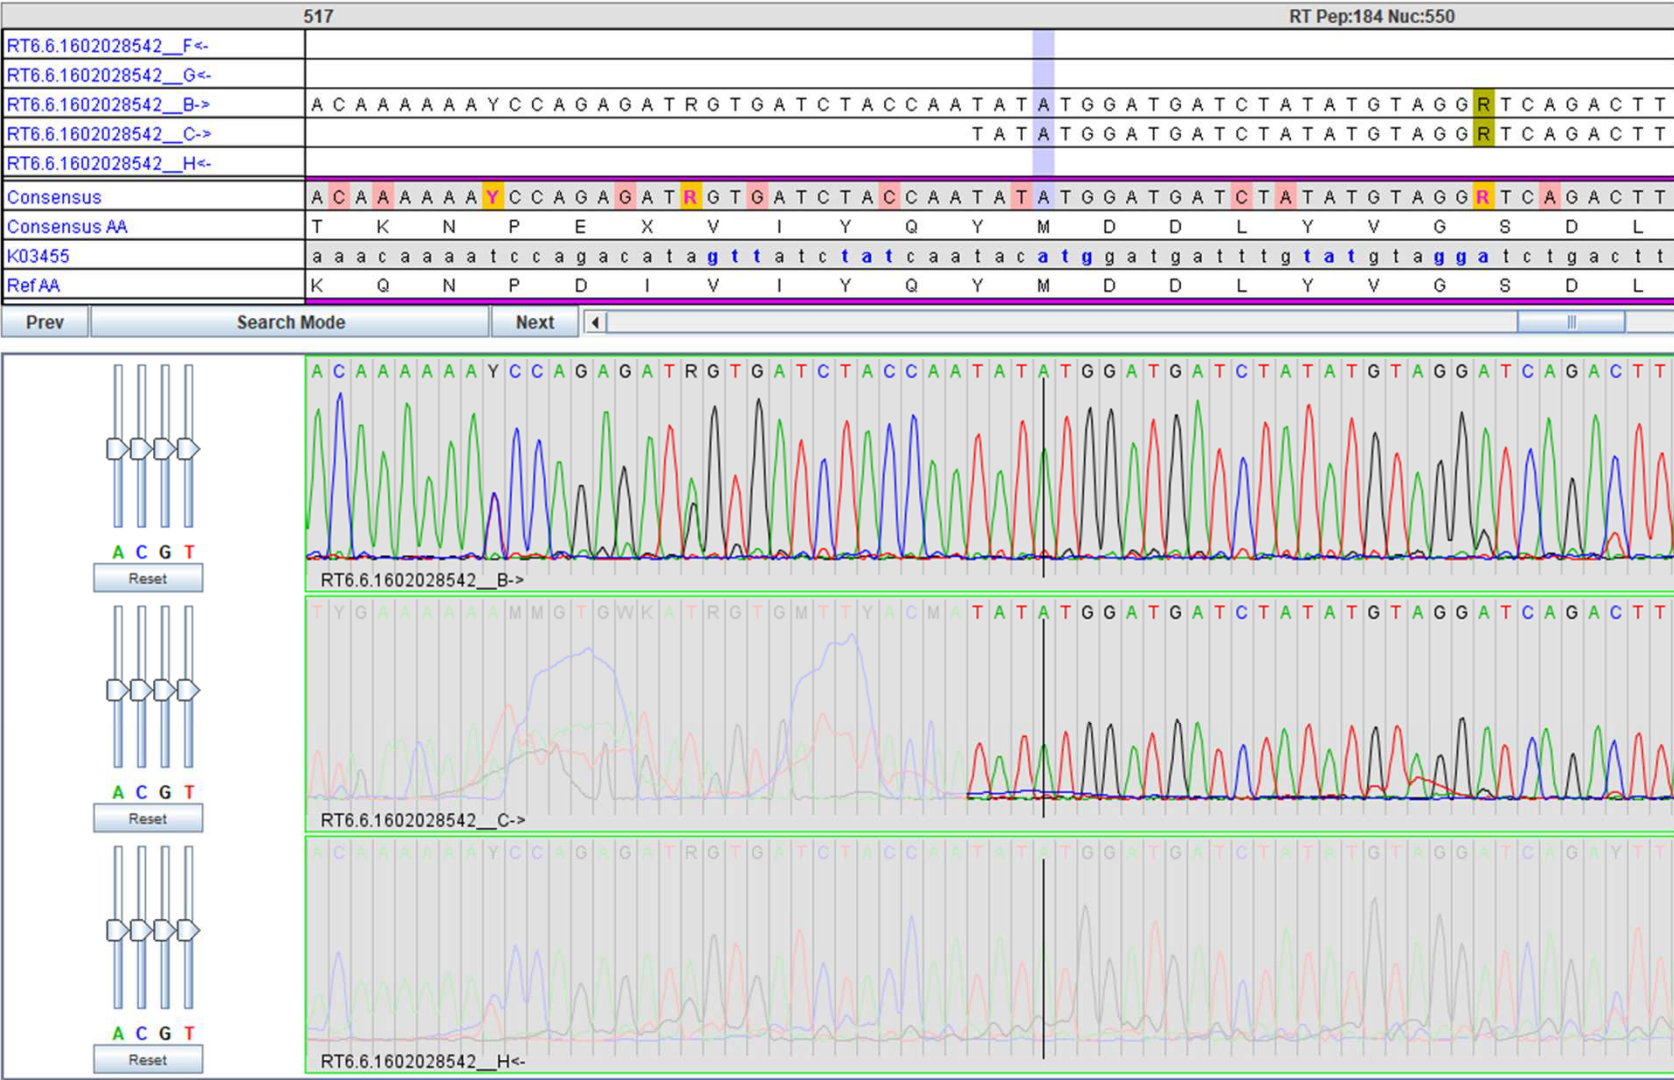 517 RT Pep:184 Nuc:550
RT6.6.1602028542__F<-
RT6.6.1602028542__G<-
RT6.6.1602028542__B-> A C A A A A A A Y C C A G A G A T R G T G A T C T A C C A A T A T A T G G A T G A T C T A T A T G T A G G R T C A G A C T T
RT6.6.1602028542__C-> T A T A T G G A T G A T C T A T A T G T A G G R T C A G A C T T
RT6.6.1602028542__H<-
Consensus A C A A A A A A Y C C A G A G A T R G T G A T C T A C C A A T A T A T G G A T G A T C T A T A T G T A G G R T C A G A C T T
Consensus AA T K N P E X V I Y Q Y M D D L Y V G S D L
K03455 a a a c a a a a t c c a g a c a t a g t t a t c t a t c a a t a c a t g g a t g a t t t g t a t g t a g g a t c t g a c t t
Ref AA K Q N P D I V I Y Q Y M D D L Y V G S D L
Prev Search Mode Next
A C A A A A A A Y C C A G A G A T R G T G A T C T A C C A A T A T A T G G A T G A T C T A T A T G T A G G A T C A G A C T T
A C G T
Reset
RT6.6.1602028542__B->
T Y G A A A A A A M M G T G W K A T R G T G M T T Y A C M A T A T A T G G A T G A T C T A T A T G T A G G A T C A G A C T T
A C G T
Reset
RT6.6.1602028542__C->
A C A A A A A A Y C C A G A G A T R G T G A T C T A C C A A T A T A T G G A T G A T C T A T A T G T A G G A T C A G A Y T T
A C G T
Reset
RT6.6.1602028542__H<-